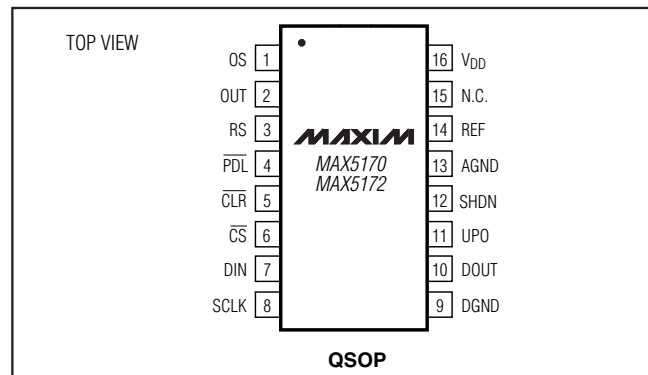 TOP VIEW
OS 1
OUT 2
RS 3
PDL 4
CLR 5
CS 6
DIN 7
SCLK 8
MAXIM
MAX5170
MAX5172
16 VDD
15 N.C.
14 REF
13 AGND
12 SHDN
11 UPO
10 DOUT
9 DGND
QSOP